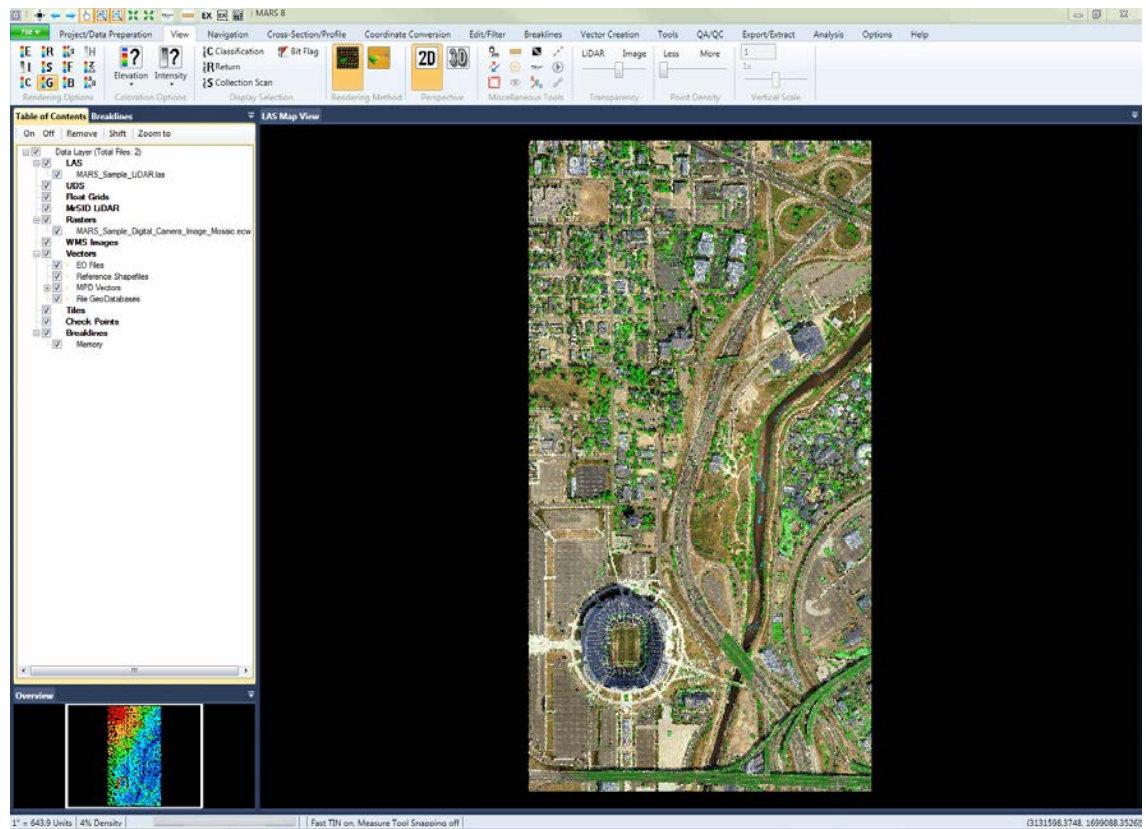 EX
MARS 8
File
Project/Data Preparation
View
Navigation
Cross-Section/Profile
Coordinate Conversion
Edit/Filter
Breaklines
Vector Creation
Tools
QA/QC
Export/Extract
Analysis
Options
Help
E
R
H
I
S
F
Z
C
G
B
Elevation
Intensity
C Classification
Bit Flag
R Return
S Collection Scan
2D
3D
LiDAR
Image
Less
More
1
1x
Rendering Options
Coloration Options
Display Selection
Rendering Method
Perspective
Miscellaneous Tools
Transparency
Point Density
Vertical Scale
Table of Contents
Breaklines
LAS Map View
On
Off
Remove
Shift
Zoom to
Data Layer (Total Files: 2)
LAS
MARS_Sample_LiDAR.las
UDS
Float Grids
MrSID LiDAR
Rasters
MARS_Sample_Digital_Camera_Image_Mosaic.ecw
WMS Images
Vectors
EO Files
Reference Shapefiles
MPD Vectors
File GeoDatabases
Tiles
Check Points
Breaklines
Memory
Overview
1" = 643.9 Units
4% Density
Fast TIN on, Measure Tool Snapping off
(3131598.3748, 1699088.3526)